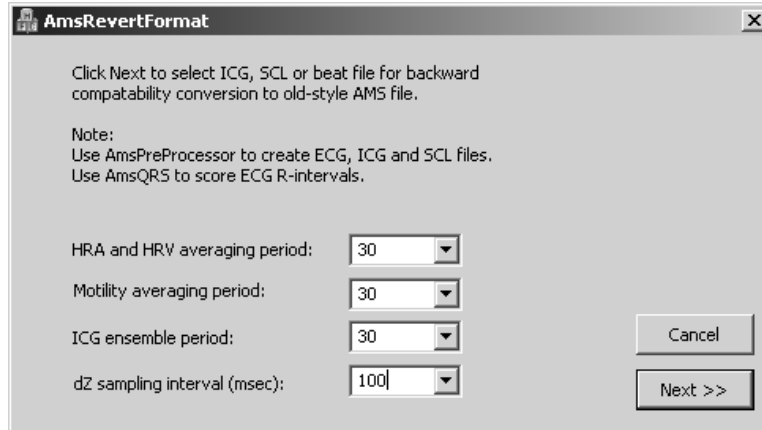 AmsRevertFormat
Click Next to select ICG, SCL or beat file for backward
compatability conversion to old-style AMS file.
Note:
Use AmsPreProcessor to create ECG, ICG and SCL files.
Use AmsQRS to score ECG R-intervals.
HRA and HRV averaging period: 30
Motility averaging period: 30
ICG ensemble period: 30
Cancel
dZ sampling interval (msec): 100
Next >>